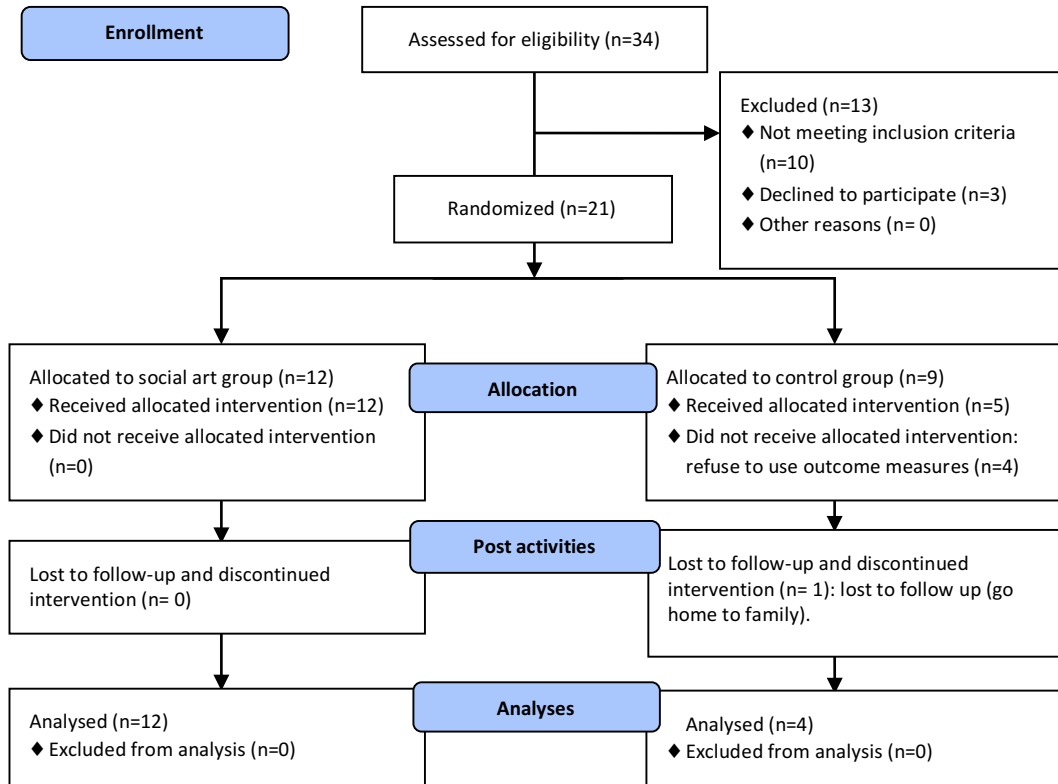 Enrollment
Assessed for eligibility (n=34)
Excluded (n=13)
♦ Not meeting inclusion criteria
(n=10)
♦ Declined to participate (n=3)
♦ Other reasons (n= 0)
Randomized (n=21)
Allocation
Allocated to social art group (n=12)
♦ Received allocated intervention (n=12)
♦ Did not receive allocated intervention
(n=0)
Allocated to control group (n=9)
♦ Received allocated intervention (n=5)
♦ Did not receive allocated intervention:
refuse to use outcome measures (n=4)
Post activities
Lost to follow-up and discontinued
intervention (n= 0)
Lost to follow-up and discontinued
intervention (n= 1): lost to follow up (go
home to family).
Analyses
Analysed (n=12)
♦ Excluded from analysis (n=0)
Analysed (n=4)
♦ Excluded from analysis (n=0)